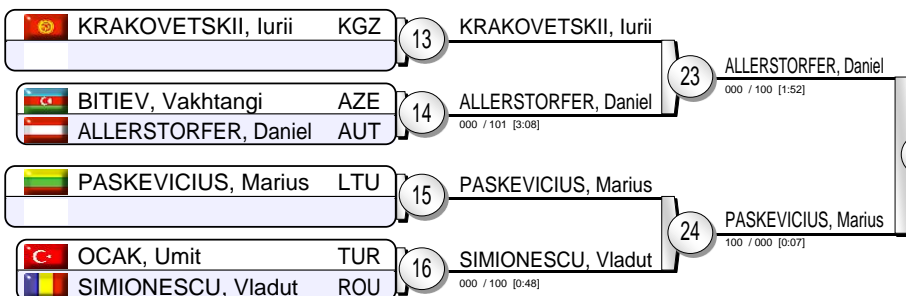 KRAKOVETSKII, Iurii KGZ
13
KRAKOVETSKII, Iurii
23
ALLERSTORFER, Daniel
000 / 100 [1:52]
BITIEV, Vakhtangi AZE
ALLERSTORFER, Daniel AUT
14
ALLERSTORFER, Daniel
000 / 101 [3:08]
PASKEVICIUS, Marius LTU
15
PASKEVICIUS, Marius
24
PASKEVICIUS, Marius
100 / 000 [0:07]
OCAK, Umit TUR
SIMIONESCU, Vladut ROU
16
SIMIONESCU, Vladut
000 / 100 [0:48]